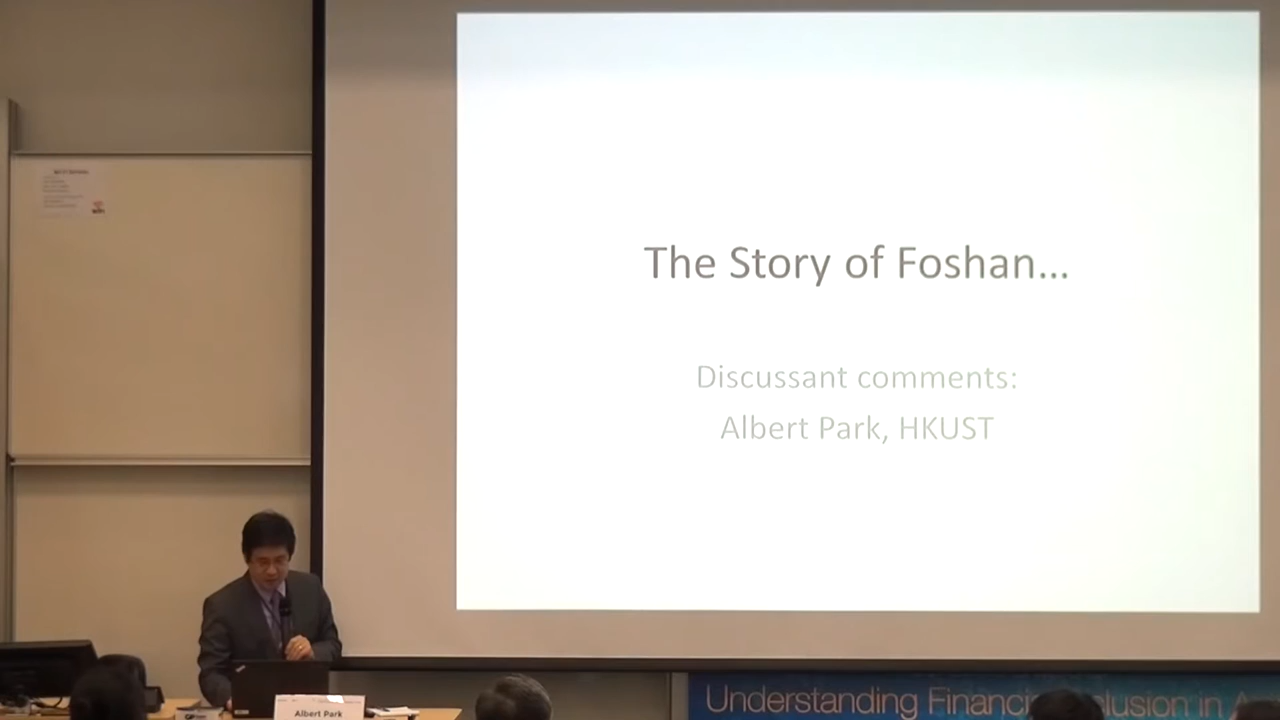 The Story of Foshan...
Discussant comments:
Albert Park, HKUST
Albert Park
Understanding Financi lusion in A